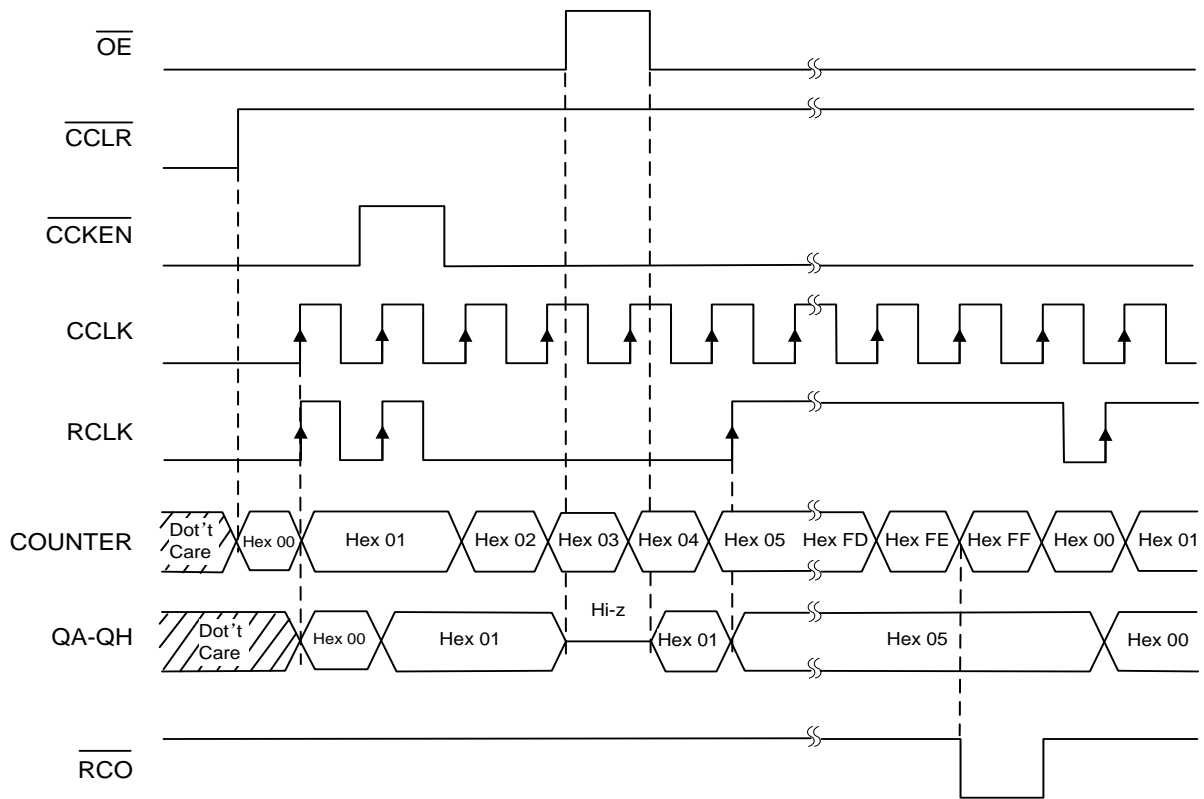 OE
CCLR
CCKEN
CCLK
RCLK
COUNTER
Dot't
Care
Hex 00
Hex 01
Hex 02
Hex 03
Hex 04
Hex 05
Hex FD
Hex FE
Hex FF
Hex 00
Hex 01
QA-QH
Dot't
Care
Hex 00
Hex 01
Hi-z
Hex 01
Hex 05
Hex 00
RCO